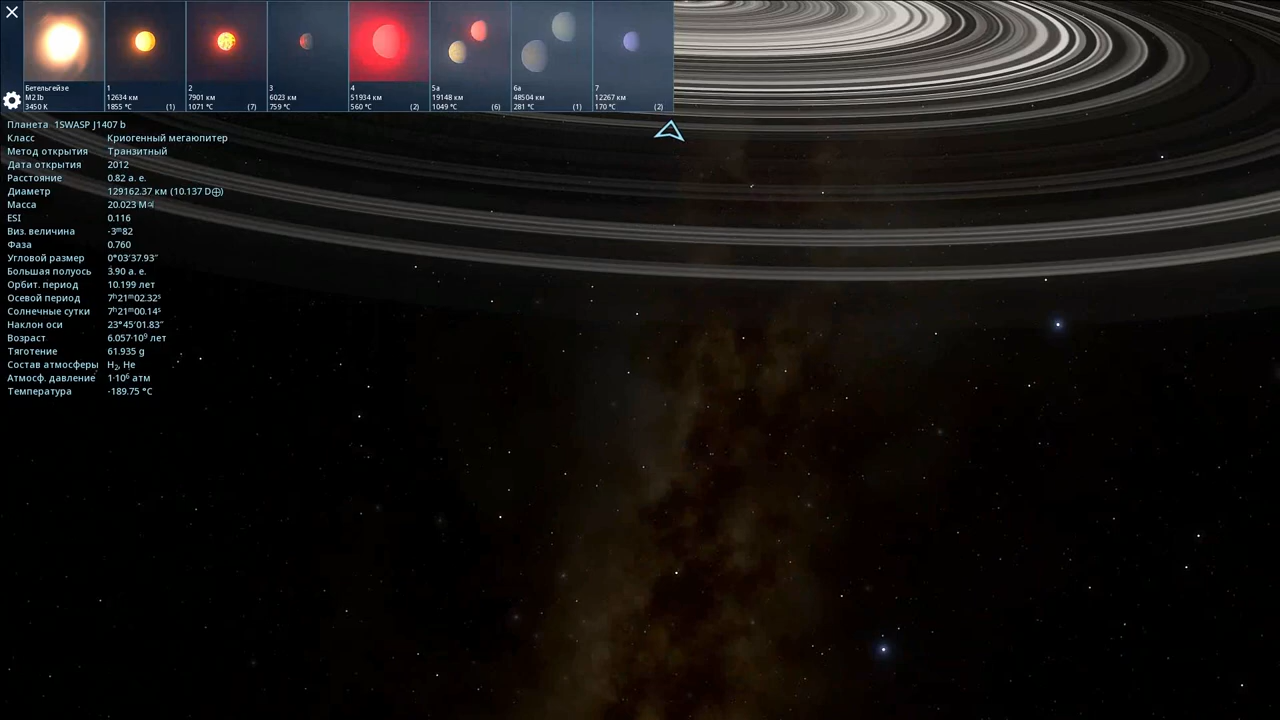 Бетельгейзе
M2 Ib
3450 K
1
12634 км
1855 °C (1)
2
7901 км
1071 °C (7)
3
6023 км
759 °C
4
51934 км
560 °C (2)
5a
19148 км
1049 °C (6)
6a
48504 км
281 °C (1)
7
12267 км
170 °C (2)
Планета 1SWASP J1407 b
Класс Криогенный мегаюпитер
Метод открытия Транзитный
Дата открытия 2012
Расстояние 0.82 а. е.
Диаметр 129162.37 км (10.137 D⊕)
Масса 20.023 M♃
ESI 0.116
Виз. величина -3ᵐ82
Фаза 0.760
Угловой размер 0°03′37.93″
Большая полуось 3.90 а. е.
Орбит. период 10.199 лет
Осевой период 7ʰ21ᵐ02.32ˢ
Солнечные сутки 7ʰ21ᵐ00.14ˢ
Наклон оси 23°45′01.83″
Возраст 6.057·10⁹ лет
Тяготение 61.935 g
Состав атмосферы H₂, He
Атмосф. давление 1·10⁶ атм
Температура -189.75 °C